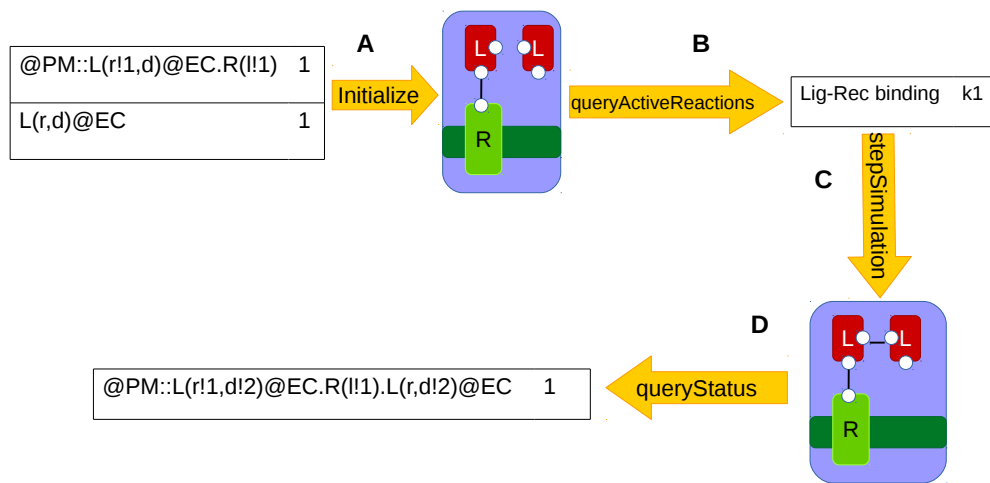 A
B
@PM::L(r!1,d)@EC.R(l!1) 1
L(r,d)@EC 1
Initialize
L L
R
queryActiveReactions
Lig-Rec binding k1
C
stepSimulation
D
L L
R
queryStatus
@PM::L(r!1,d!2)@EC.R(l!1).L(r,d!2)@EC 1